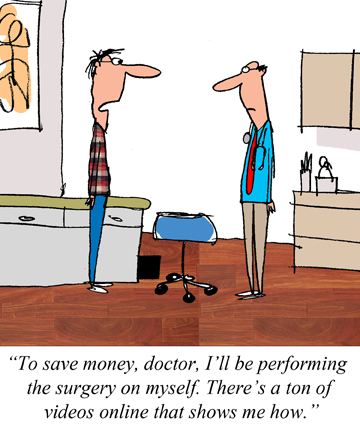 “To save money, doctor, I’ll be performing
the surgery on myself. There’s a ton of
videos online that shows me how.”